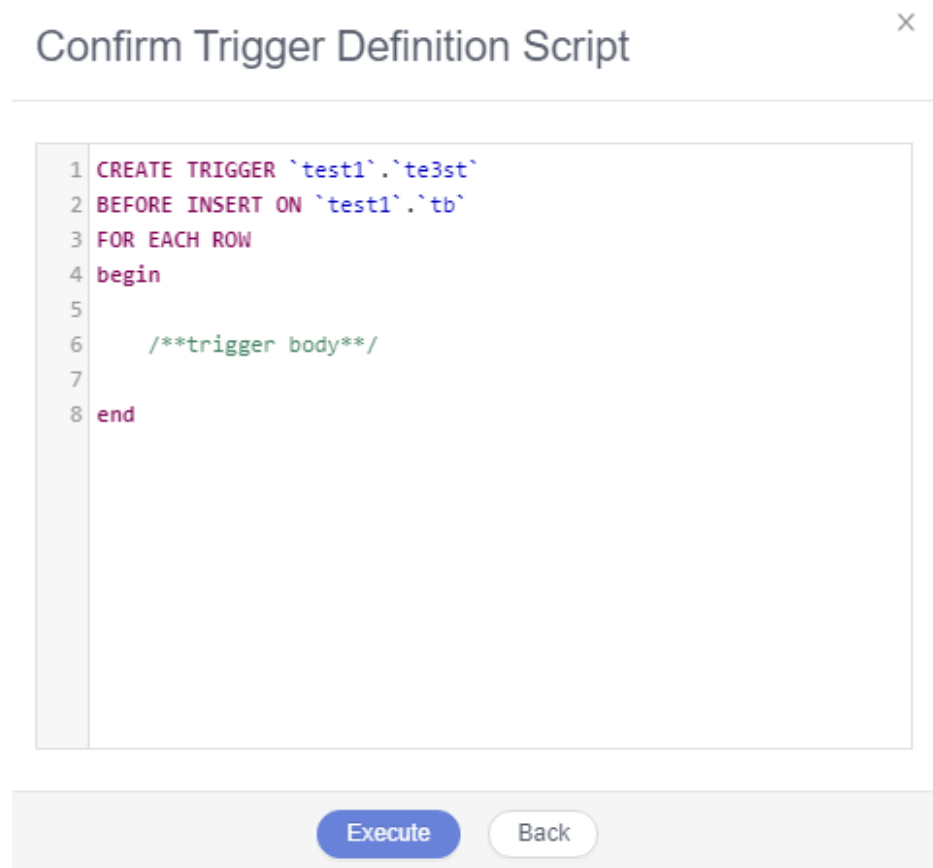 Confirm Trigger Definition Script
×
1 CREATE TRIGGER `test1`.`te3st`
2 BEFORE INSERT ON `test1`.`tb`
3 FOR EACH ROW
4 begin
5
6     /**trigger body**/
7
8 end
Execute Back